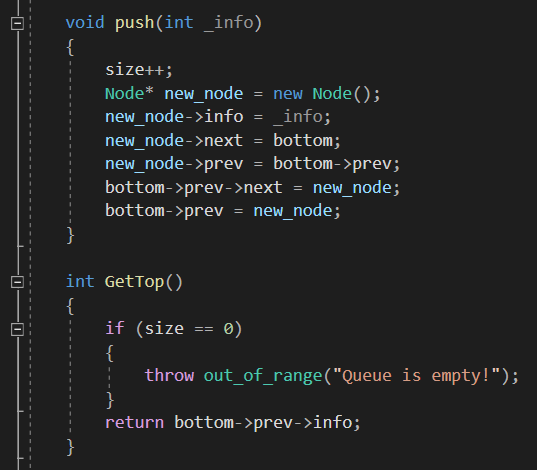 void push(int _info)
{
size++;
Node* new_node = new Node();
new_node->info = _info;
new_node->next = bottom;
new_node->prev = bottom->prev;
bottom->prev->next = new_node;
bottom->prev = new_node;
}
int GetTop()
{
if (size == 0)
{
throw out_of_range("Queue is empty!");
}
return bottom->prev->info;
}